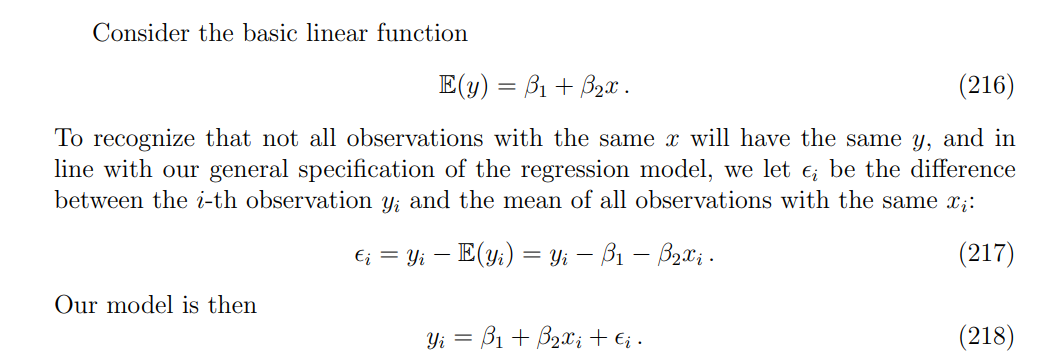 Consider the basic linear function
𝔼(y) = β₁ + β₂x . (216)
To recognize that not all observations with the same x will have the same y, and in
line with our general specification of the regression model, we let ϵᵢ be the difference
between the i-th observation yᵢ and the mean of all observations with the same xᵢ:
ϵᵢ = yᵢ − 𝔼(yᵢ) = yᵢ − β₁ − β₂xᵢ . (217)
Our model is then
yᵢ = β₁ + β₂xᵢ + ϵᵢ . (218)